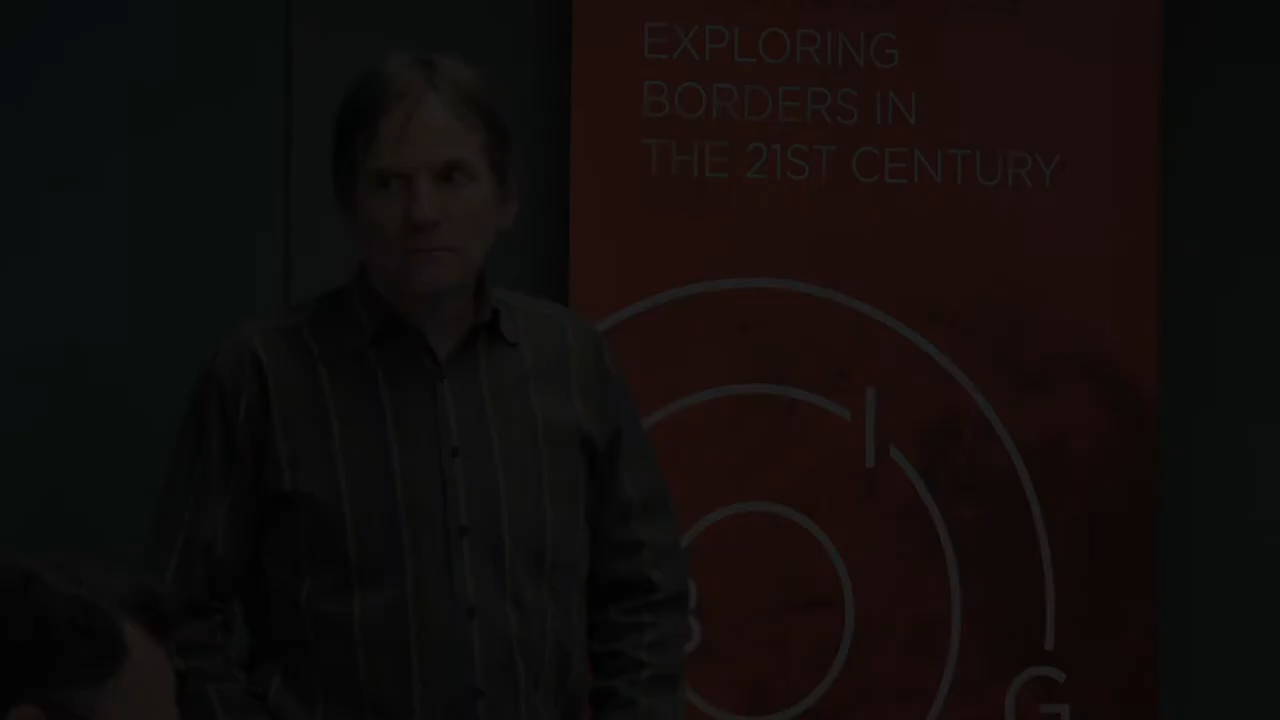 EXPLORING
BORDERS IN
THE 21ST CENTURY
I
G